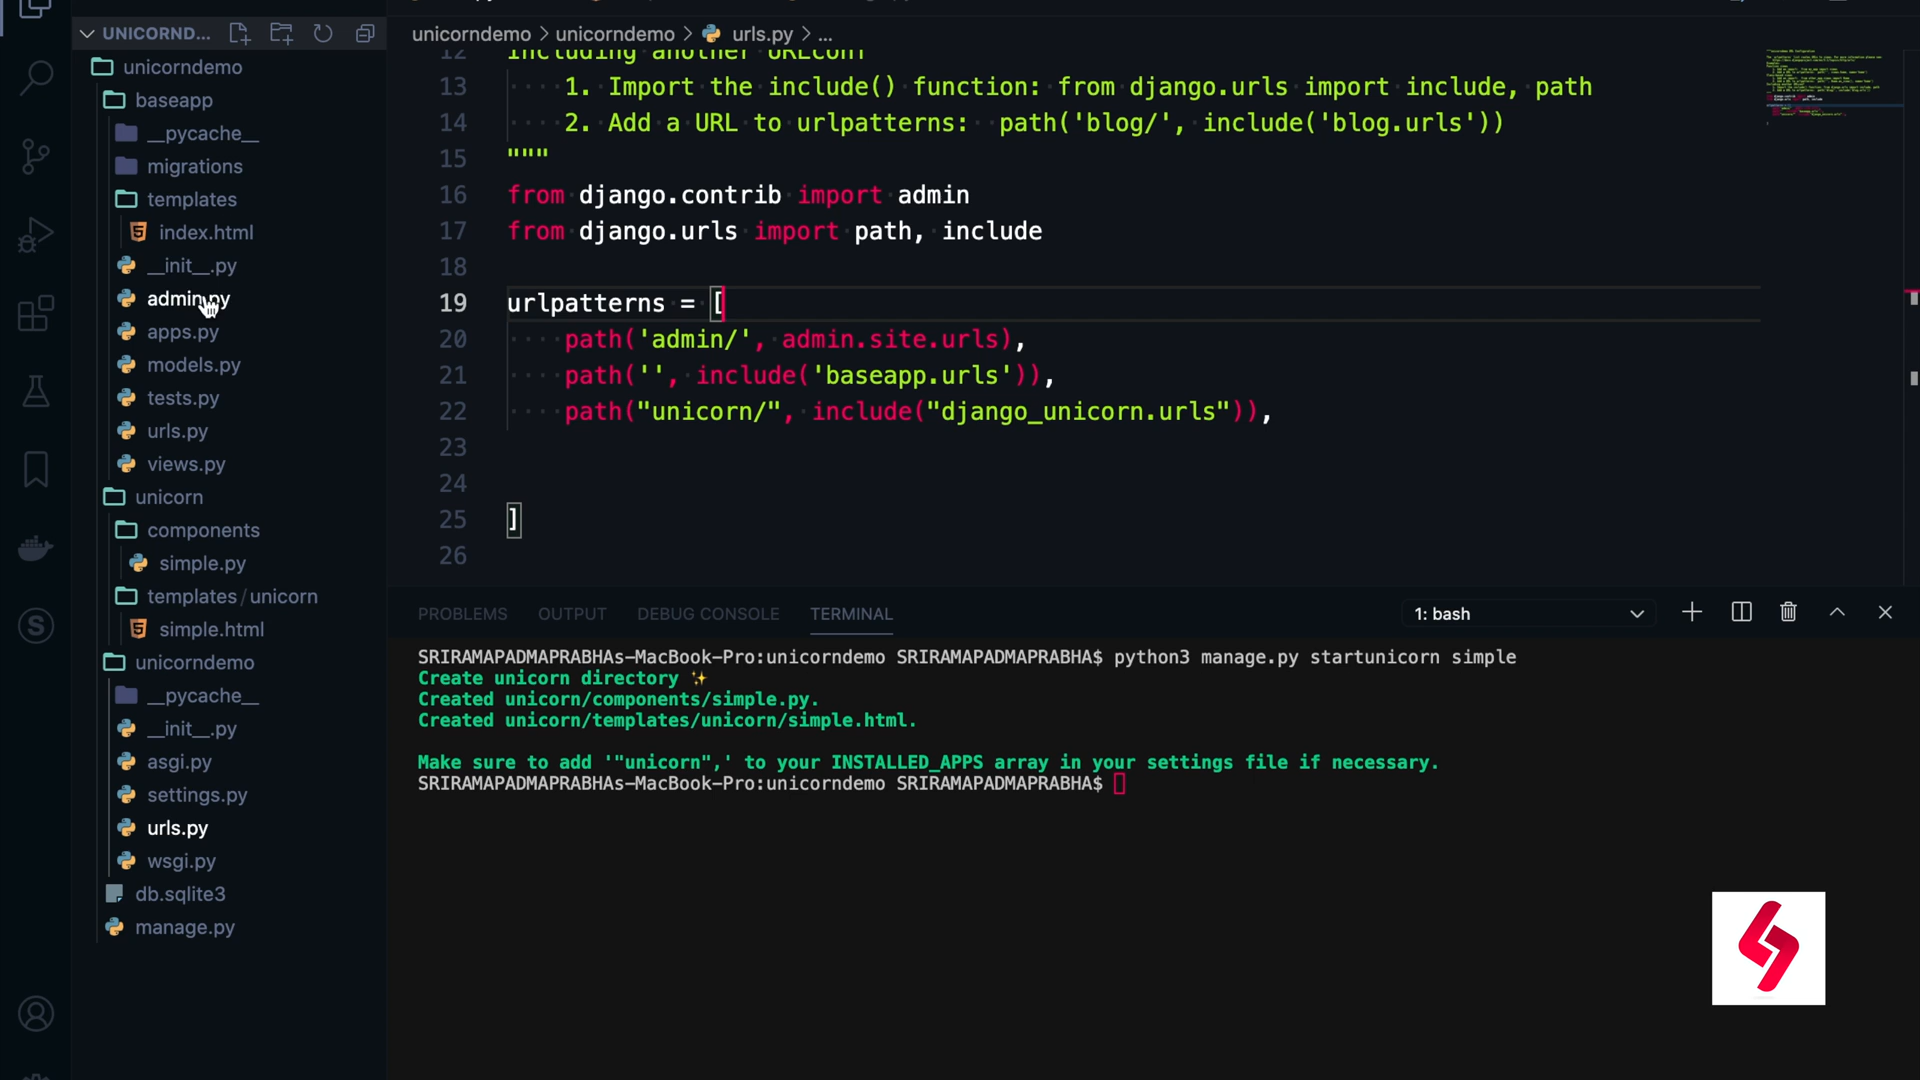 UNICORND...
unicorndemo
baseapp
__pycache__
migrations
templates
index.html
__init__.py
admin.py
apps.py
models.py
tests.py
urls.py
views.py
unicorn
components
simple.py
templates/unicorn
simple.html
unicorndemo
__pycache__
__init__.py
asgi.py
settings.py
urls.py
wsgi.py
db.sqlite3
manage.py
unicorndemo > unicorndemo > urls.py > ...
12 Including another URLconf
13 1. Import the include() function: from django.urls import include, path
14 2. Add a URL to urlpatterns:  path('blog/', include('blog.urls'))
15 """
16 from django.contrib import admin
17 from django.urls import path, include
18
19 urlpatterns = [
20 path('admin/', admin.site.urls),
21 path('', include('baseapp.urls')),
22 path("unicorn/", include("django_unicorn.urls")),
23
24
25 ]
26
PROBLEMS OUTPUT DEBUG CONSOLE TERMINAL 1: bash
SRIRAMAPADMAPRABHAs-MacBook-Pro:unicorndemo SRIRAMAPADMAPRABHA$ python3 manage.py startunicorn simple
Create unicorn directory ✨
Created unicorn/components/simple.py.
Created unicorn/templates/unicorn/simple.html.
Make sure to add '"unicorn",' to your INSTALLED_APPS array in your settings file if necessary.
SRIRAMAPADMAPRABHAs-MacBook-Pro:unicorndemo SRIRAMAPADMAPRABHA$